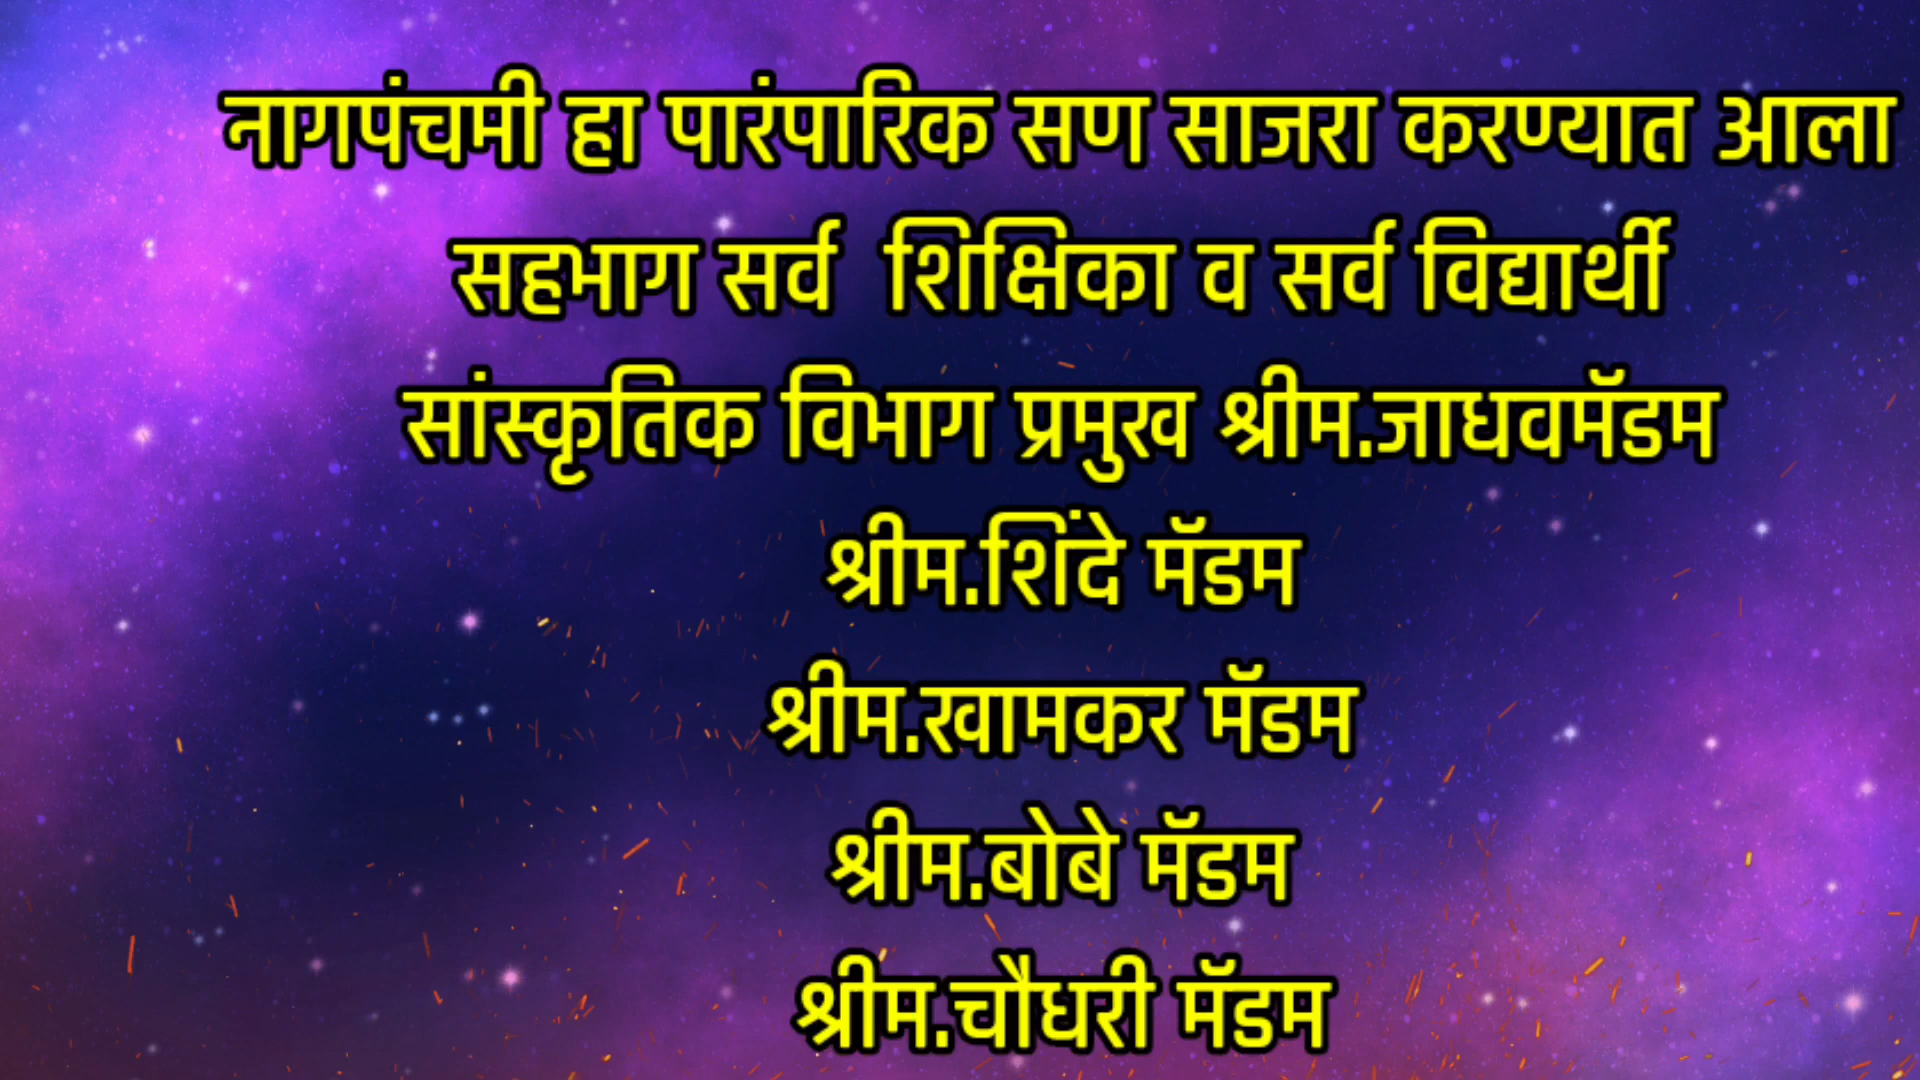 नागपंचमी हा पारंपारिक सण साजरा करण्यात आला
सहभाग सर्व शिक्षिका व सर्व विद्यार्थी
सांस्कृतिक विभाग प्रमुख श्रीम.जाधवमॅडम
श्रीम.शिंदे मॅडम
श्रीम.खामकर मॅडम
श्रीम.बोबे मॅडम
श्रीम.चौधरी मॅडम